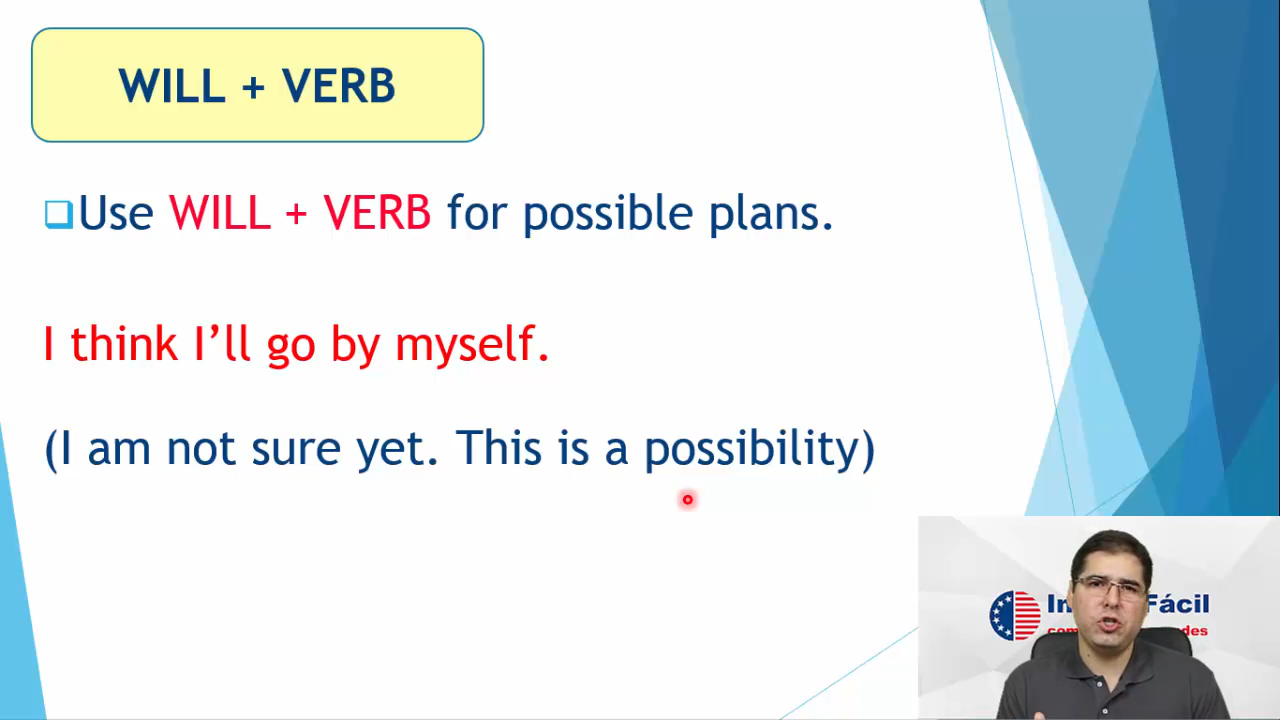 WILL + VERB
Use WILL + VERB for possible plans.
I think I’ll go by myself.
(I am not sure yet. This is a possibility)
Fácil